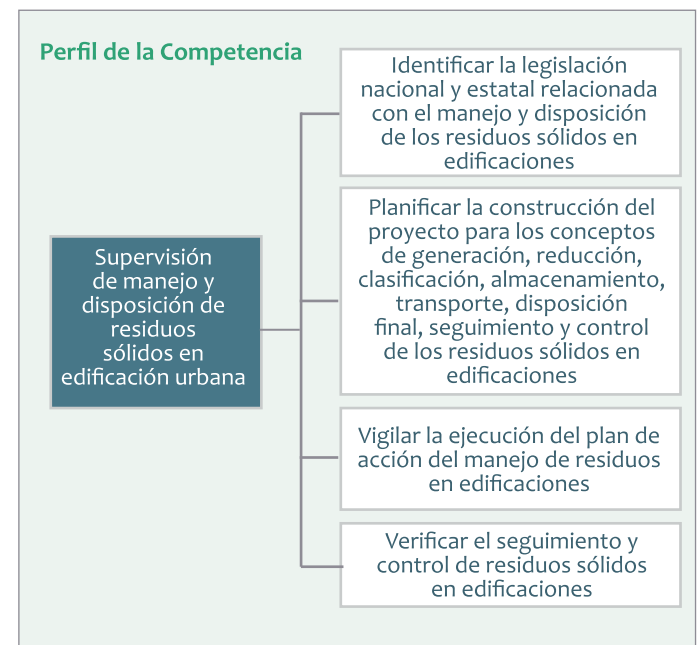 Perfil de la Competencia
Supervisión
de manejo y
disposición de
residuos
sólidos en
edificación urbana
Identificar la legislación
nacional y estatal relacionada
con el manejo y disposición
de los residuos sólidos en
edificaciones
Planificar la construcción del
proyecto para los conceptos
de generación, reducción,
clasificación, almacenamiento,
transporte, disposición
final, seguimiento y control
de los residuos sólidos en
edificaciones
Vigilar la ejecución del plan de
acción del manejo de residuos
en edificaciones
Verificar el seguimiento y
control de residuos sólidos
en edificaciones